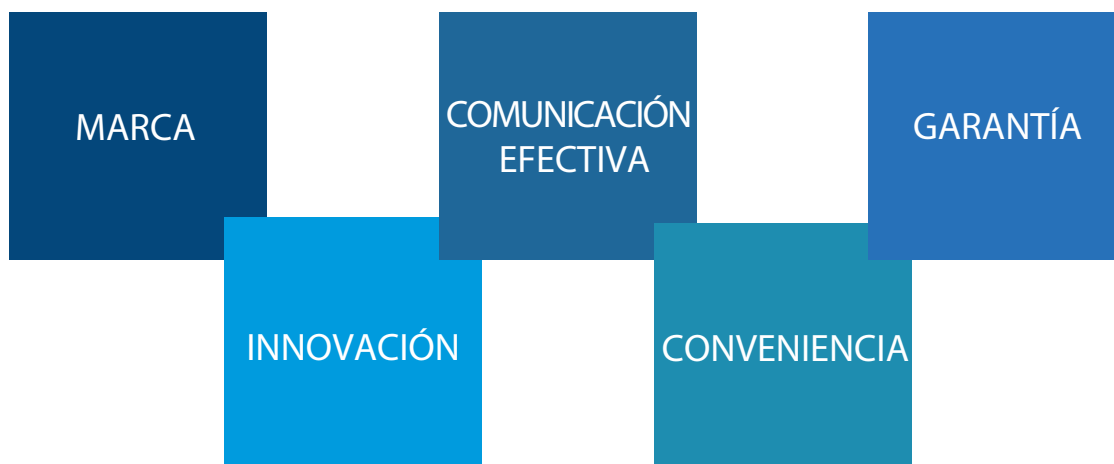 MARCA
COMUNICACIÓN
EFECTIVA
GARANTÍA
INNOVACIÓN
CONVENIENCIA